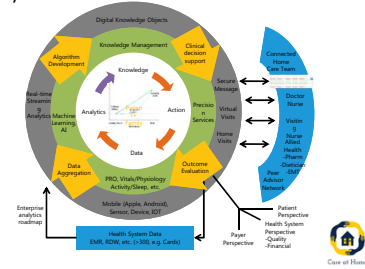 Digital Knowledge Objects
Knowledge Management
Algorithm
Development
Clinical
decision
support
Knowledge
Connected
Home
Care Team
Real-time
Streamin
g
Analytics
Machine
Learning,
AI
Analytics
Action
Precisio
n
Services
Secure
Message
Virtual
Visits
Home
Visits
Doctor
Nurse
Visitin
g
Nurse
Allied
Health
-Pharm
-Dietician
-EMT
Peer
Advisor
Network
Data
Data
Aggregation
Outcome
Evaluation
PRO, Vitals/Physiology
Activity/Sleep, etc.
Mobile (Apple, Android),
Sensor, Device, IDT
Enterprise
analytics
roadmap
Health System Data
EMR, RDW, etc. (>300, e.g. Cards)
Payer
Perspective
Patient
Perspective
Health System
Perspective
-Quality
-Financial
Care at Home